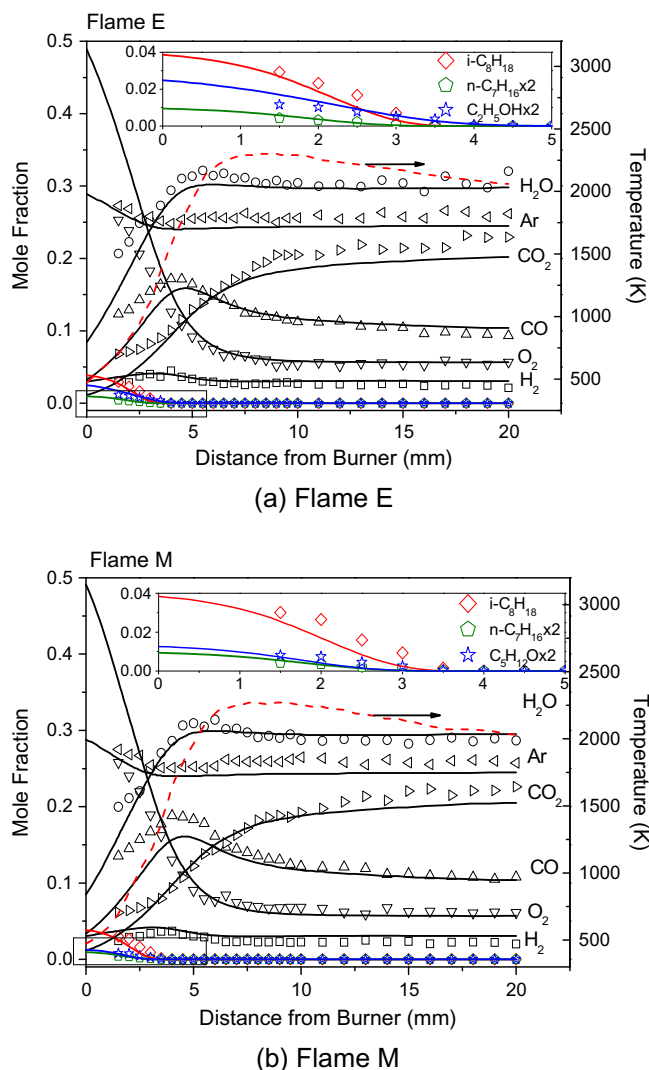 Flame E
0.5
0.4
0.3
0.2
0.1
0.0
Mole Fraction
0.04
0.02
0.00
0 1 2 3 4 5
i-C₈H₁₈
n-C₇H₁₆x2
C₂H₅OHx2
3000
2500
2000
1500
1000
500
Temperature (K)
H₂O
Ar
CO₂
CO
O₂
H₂
0 5 10 15 20
Distance from Burner (mm)
(a) Flame E
Flame M
0.5
0.4
0.3
0.2
0.1
0.0
Mole Fraction
0.04
0.02
0.00
0 1 2 3 4 5
i-C₈H₁₈
n-C₇H₁₆x2
C₅H₁₂Ox2
3000
2500
2000
1500
1000
500
Temperature (K)
H₂O
Ar
CO₂
CO
O₂
H₂
0 5 10 15 20
Distance from Burner (mm)
(b) Flame M